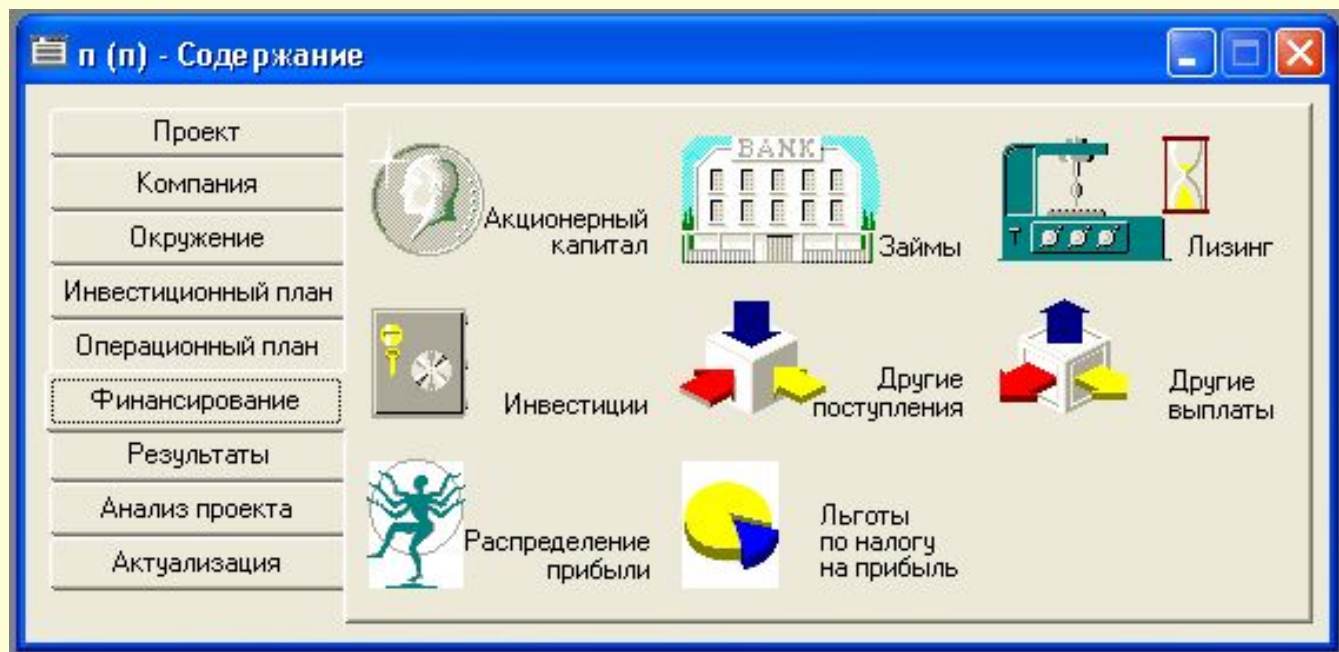 п (п) - Содержание
Проект
Компания
Окружение
Инвестиционный план
Операционный план
Финансирование
Результаты
Анализ проекта
Актуализация
Акционерный
капитал
BANK
Займы
Лизинг
Инвестиции
Другие
поступления
Другие
выплаты
Распределение
прибыли
Льготы
по налогу
на прибыль